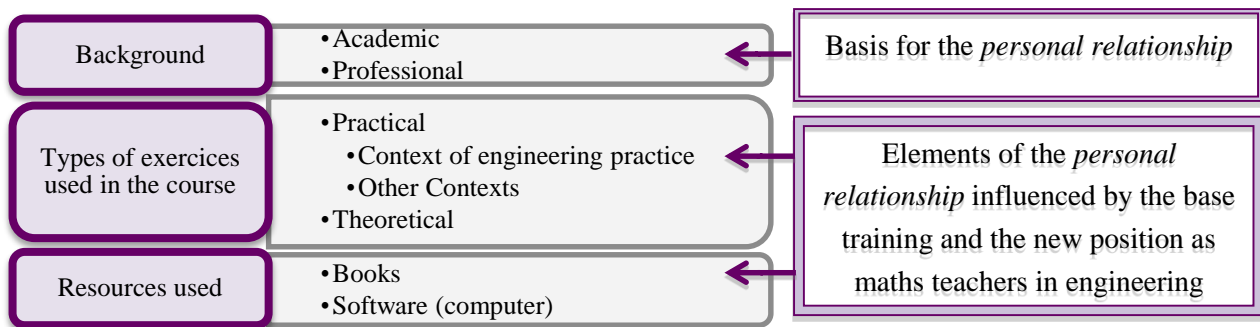 Background
•Academic
•Professional
Basis for the personal relationship
Types of exercices
used in the course
•Practical
•Context of engineering practice
•Other Contexts
•Theoretical
Elements of the personal
relationship influenced by the base
training and the new position as
maths teachers in engineering
Resources used
•Books
•Software (computer)